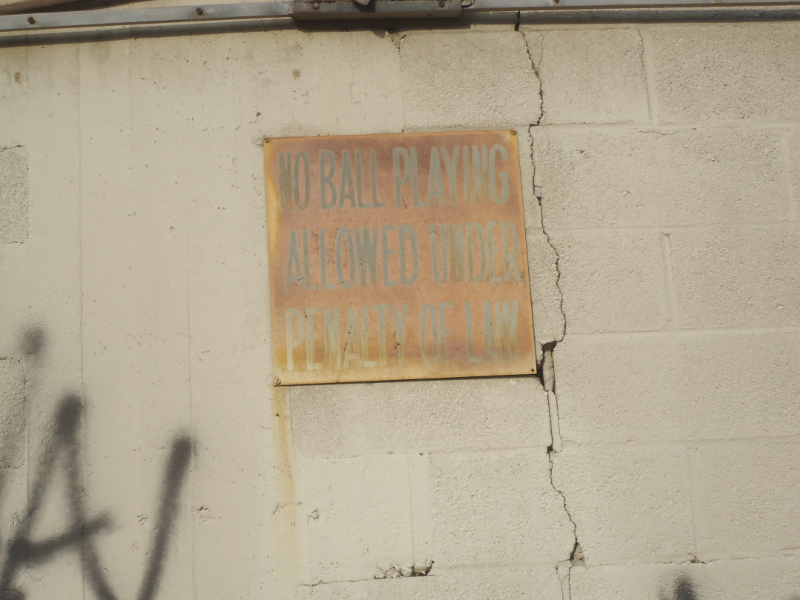 NO BALL PLAYING
ALLOWED UNDER
PENALTY OF LAW